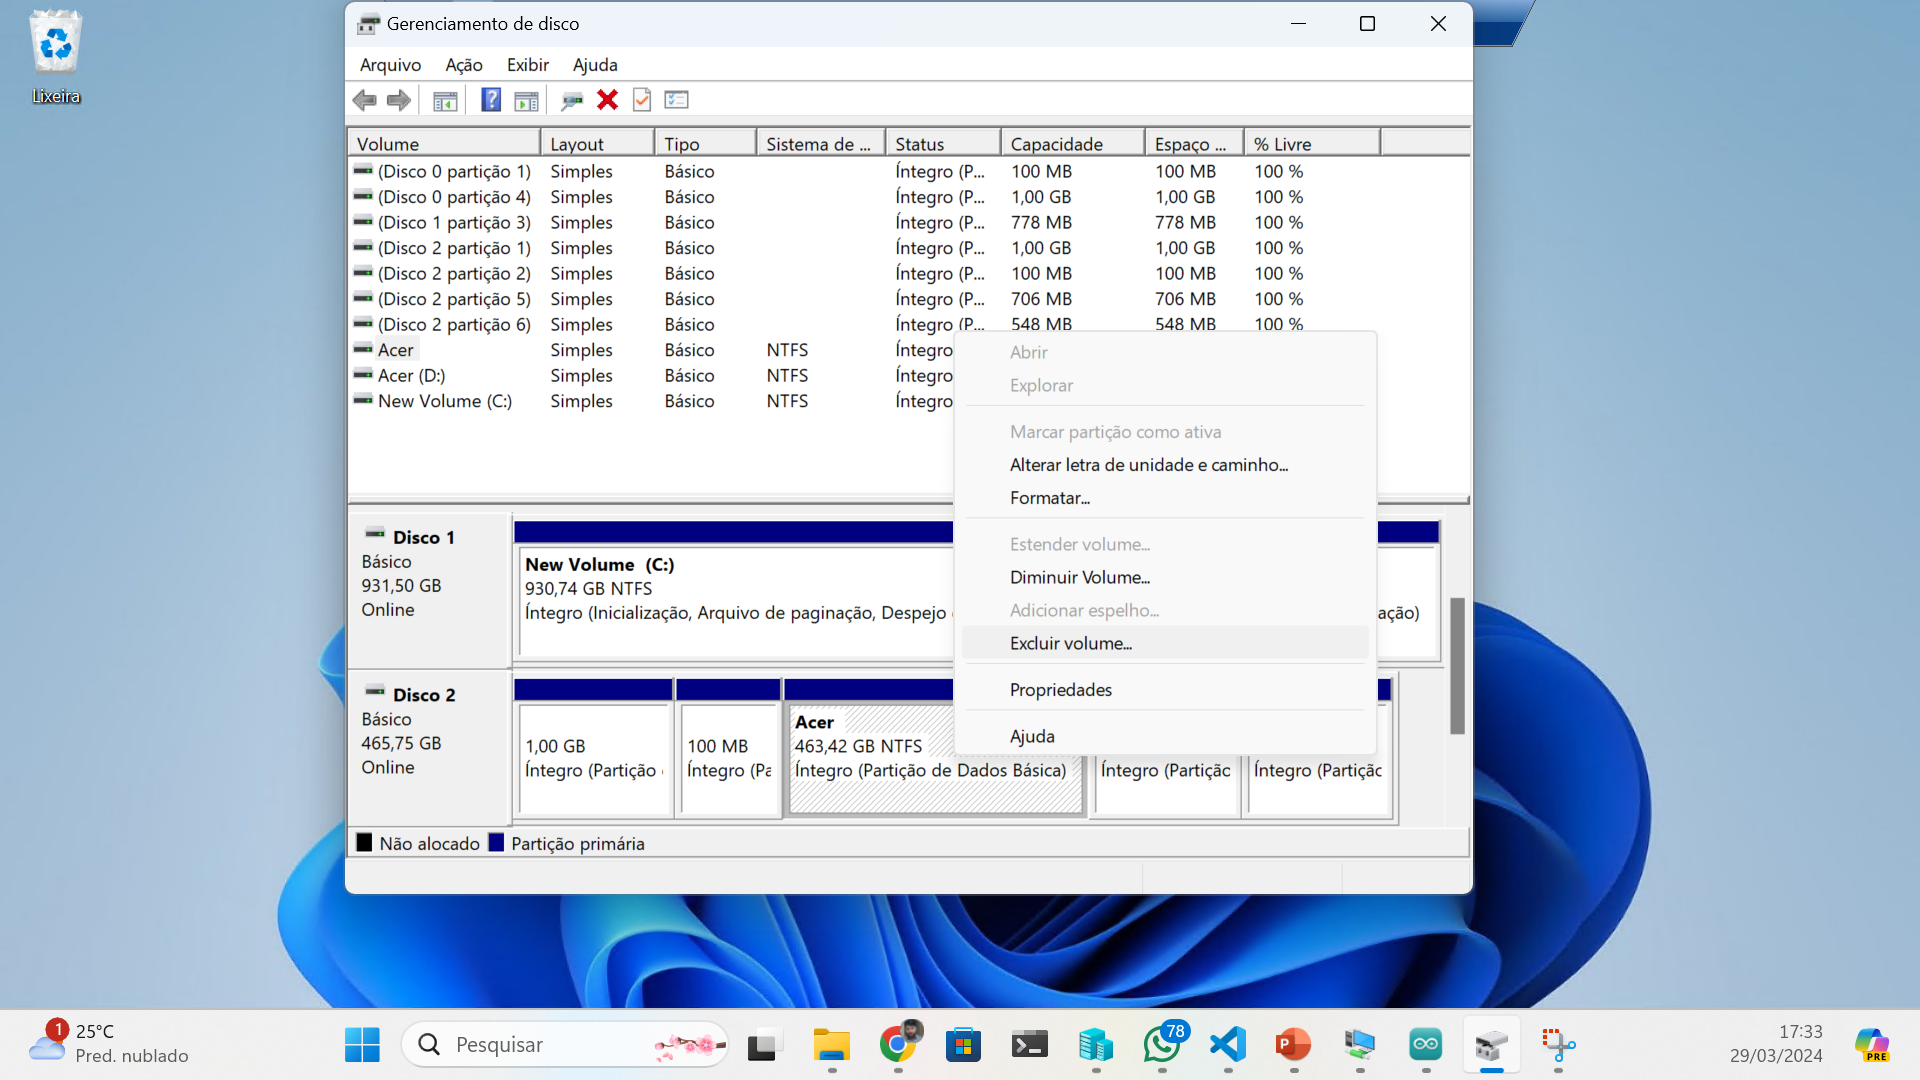 Lixeira
Gerenciamento de disco
Arquivo Ação Exibir Ajuda
Volume Layout Tipo Sistema de ... Status Capacidade Espaço ... % Livre
(Disco 0 partição 1) Simples Básico Íntegro (P... 100 MB 100 MB 100 %
(Disco 0 partição 4) Simples Básico Íntegro (P... 1,00 GB 1,00 GB 100 %
(Disco 1 partição 3) Simples Básico Íntegro (P... 778 MB 778 MB 100 %
(Disco 2 partição 1) Simples Básico Íntegro (P... 1,00 GB 1,00 GB 100 %
(Disco 2 partição 2) Simples Básico Íntegro (P... 100 MB 100 MB 100 %
(Disco 2 partição 5) Simples Básico Íntegro (P... 706 MB 706 MB 100 %
(Disco 2 partição 6) Simples Básico Íntegro (P... 548 MB 548 MB 100 %
Acer Simples Básico NTFS Íntegro
Acer (D:) Simples Básico NTFS Íntegro
New Volume (C:) Simples Básico NTFS Íntegro
Abrir
Explorar
Marcar partição como ativa
Alterar letra de unidade e caminho...
Formatar...
Estender volume...
Diminuir Volume...
Adicionar espelho...
Excluir volume...
Propriedades
Ajuda
Disco 1
Básico
931,50 GB
Online
New Volume (C:)
930,74 GB NTFS
Íntegro (Inicialização, Arquivo de paginação, Despejo
ação)
Disco 2
Básico
465,75 GB
Online
1,00 GB
Íntegro (Partição
100 MB
Íntegro (Pa
Acer
463,42 GB NTFS
Íntegro (Partição de Dados Básica)
Íntegro (Partiçãc
Íntegro (Partiçãc
Não alocado Partição primária
1
25°C
Pred. nublado
Pesquisar
78
P
17:33
29/03/2024
PRE